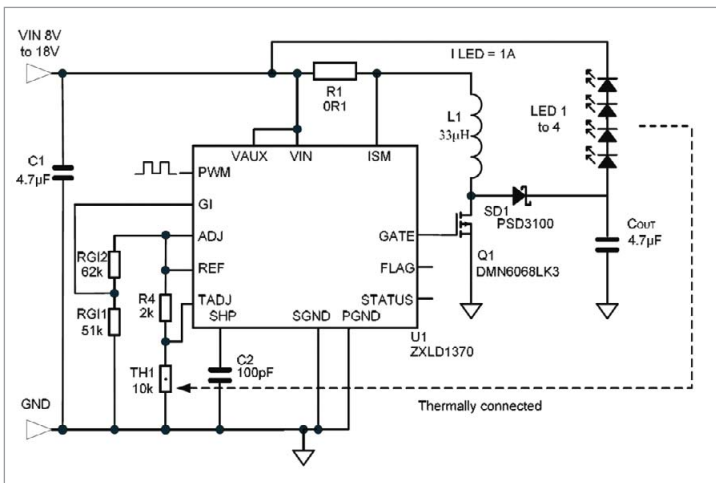 VIN 8V
to 18V
I LED = 1A
R1
0R1
L1
33µH
LED 1
to 4
C1
4.7µF
VAUX
VIN
ISM
PWM
GI
ADJ
REF
TADJ
SHP
SGND
PGND
GATE
FLAG
STATUS
U1
ZXLD1370
SD1
PSD3100
Q1
DMN6068LK3
COUT
4.7µF
RGI2
62k
RGI1
51k
R4
2k
TH1
10k
C2
100pF
Thermally connected
GND